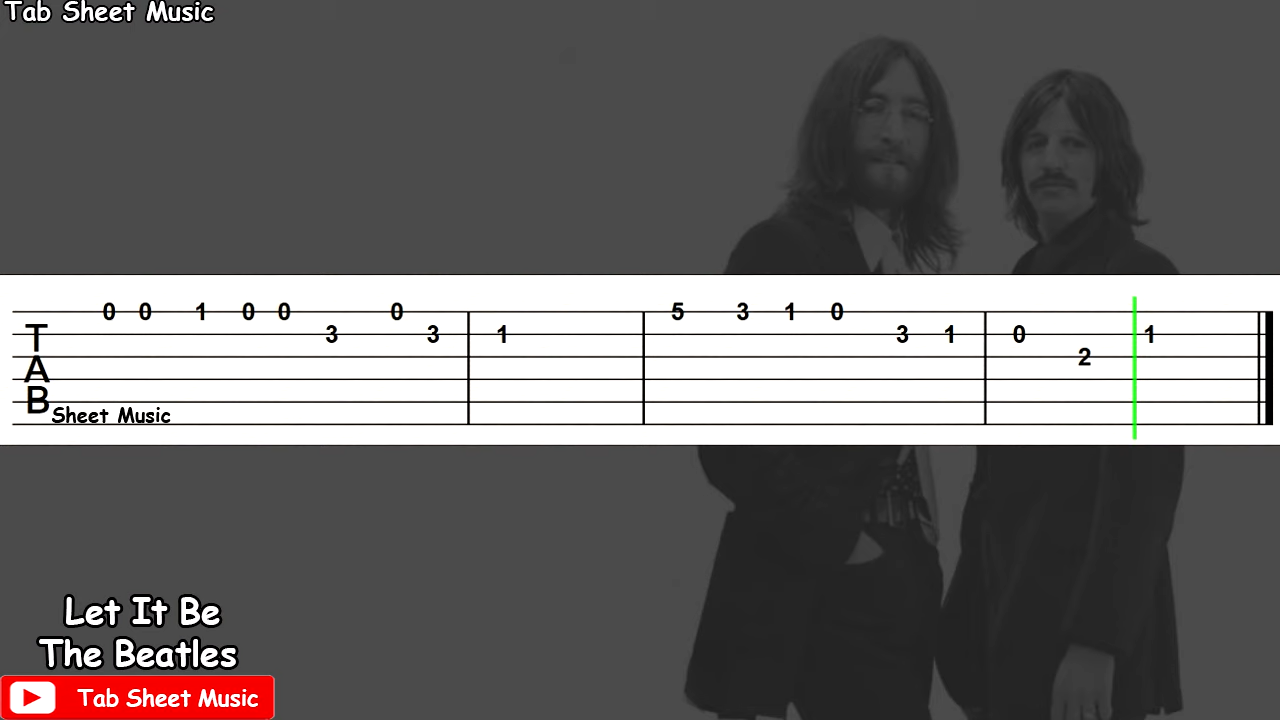 Tab Sheet Music
0 0 1 0 0 0 5 3 1 0
T 3 3 1 3 1 0 1
A 2
B Sheet Music
Let It Be
The Beatles
Tab Sheet Music